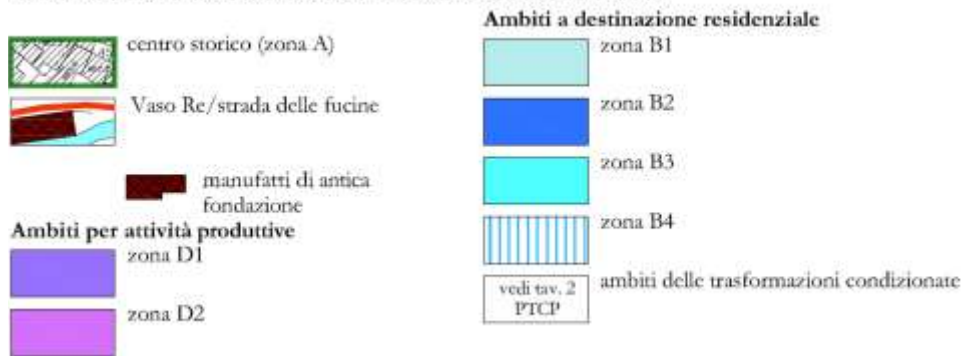 centro storico (zona A)
Vaso Re/strada delle fucine
manufatti di antica
fondazione
Ambiti per attività produttive
zona D1
zona D2
Ambiti a destinazione residenziale
zona B1
zona B2
zona B3
zona B4
vedi tav. 2
PTCP
ambiti delle trasformazioni condizionate